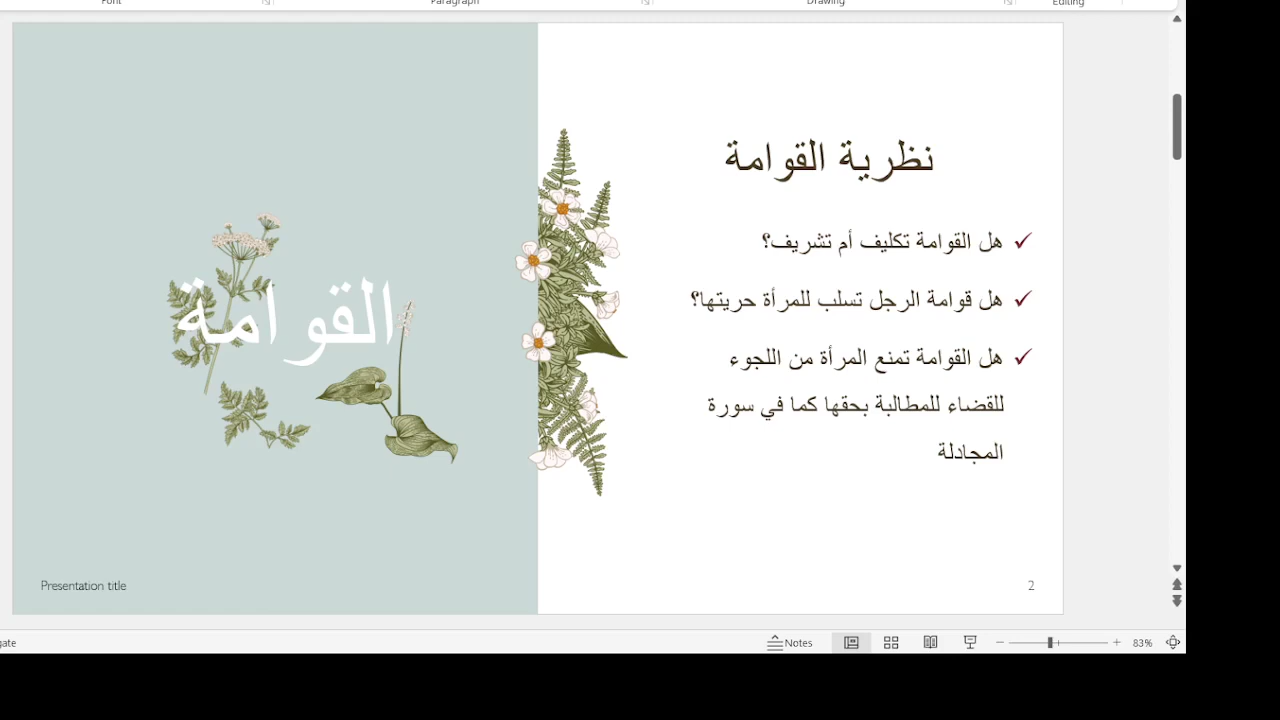 Font
Paragraph
Drawing
Editing
نظرية القوامة
هل القوامة تكليف أم تشريف؟
هل قوامة الرجل تسلب للمرأة حريتها؟
هل القوامة تمنع المرأة من اللجوء
للقضاء للمطالبة بحقها كما في سورة
المجادلة
القوامة
Presentation title
2
Notes
83%